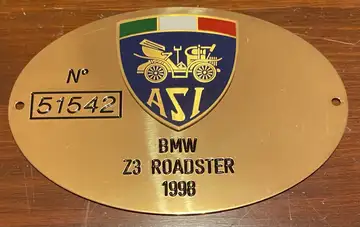 Nº
51542
ASI
BMW
Z3 ROADSTER
1998